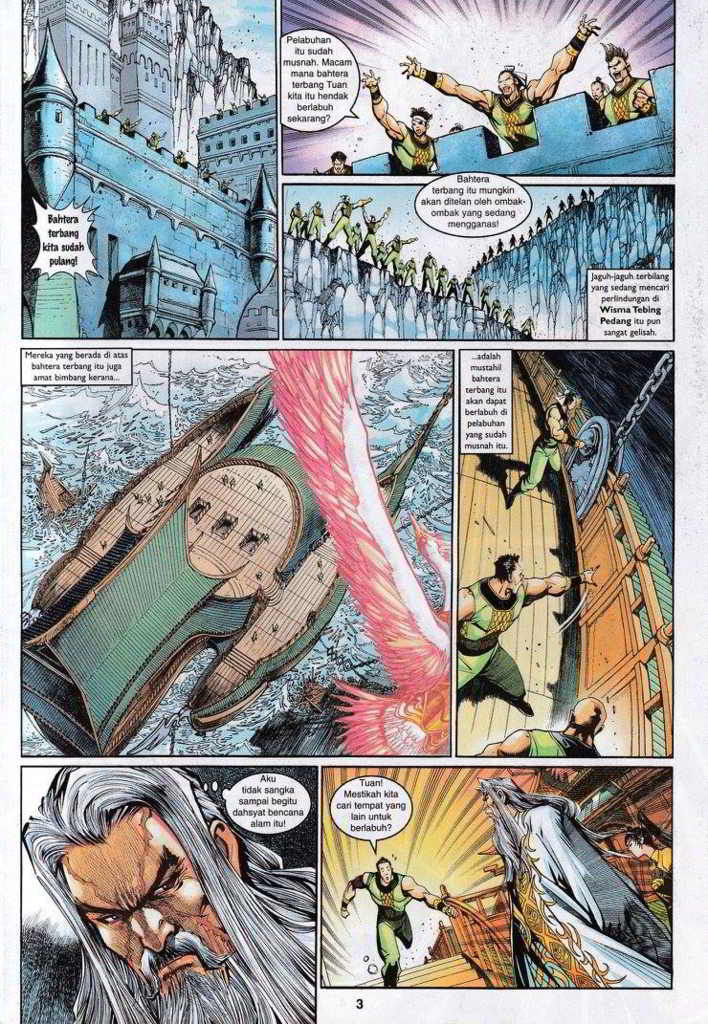 Bahtera
terbang
kita sudah
pulang!
Pelabuhan
itu sudah
musnah. Macam
mana bahtera
terbang Tuan
kita itu hendak
berlabuh
sekarang?
Bahtera
terbang itu mungkin
akan ditelan oleh ombak-
ombak yang sedang
mengganas!
Jaguh-jaguh terbilang
yang sedang mencari
perlindungan di
Wisma Tebing
Pedang itu pun
sangat gelisah.
Mereka yang berada di atas
bahtera terbang itu juga
amat bimbang kerana...
...adalah
mustahil
bahtera
terbang itu
akan dapat
berlabuh di
pelabuhan
yang sudah
musnah itu.
Aku
tidak sangka
sampai begitu
dahsyat bencana
alam itu!
Tuan!
Mestikah kita
cari tempat yang
lain untuk
berlabuh?
3